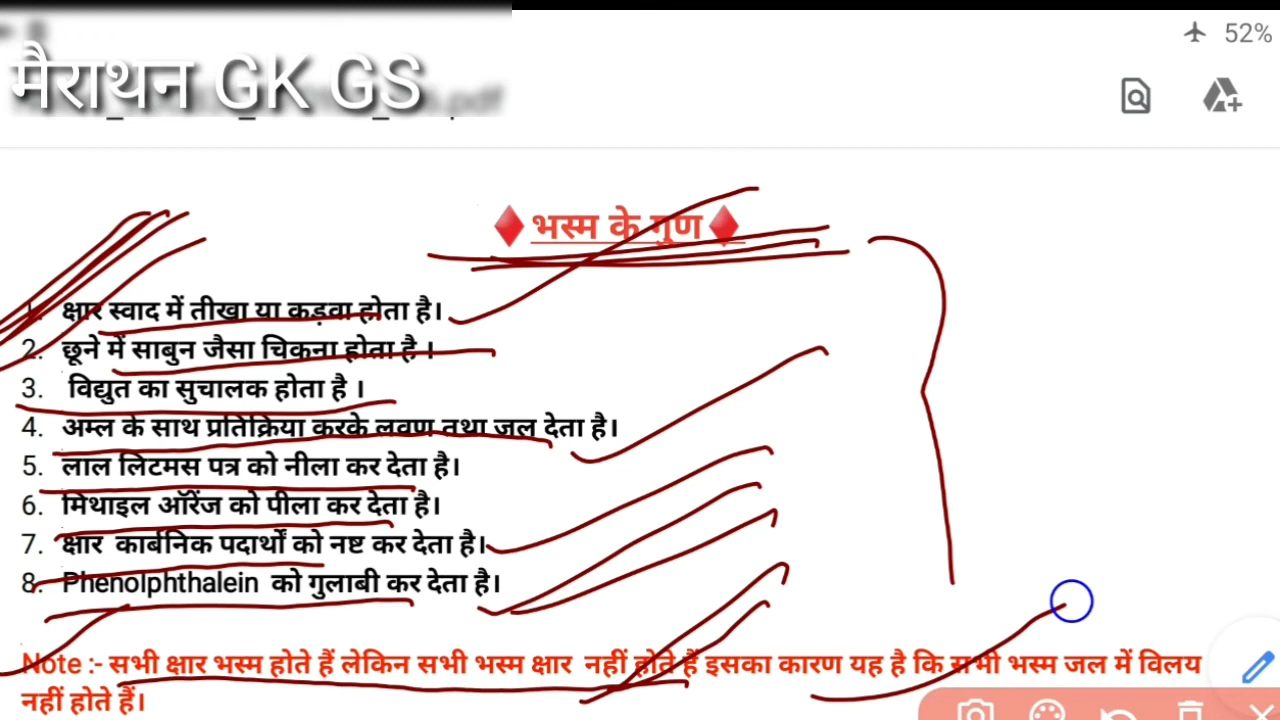 52%
मैराथन GK GS
.pdf
♦भस्म के गुण♦
1. क्षार स्वाद में तीखा या कड़वा होता है।
2. छूने में साबुन जैसा चिकना होता है ।
3. विद्युत का सुचालक होता है ।
4. अम्ल के साथ प्रतिक्रिया करके लवण तथा जल देता है।
5. लाल लिटमस पत्र को नीला कर देता है।
6. मिथाइल ऑरेंज को पीला कर देता है।
7. क्षार कार्बनिक पदार्थों को नष्ट कर देता है।
8. Phenolphthalein को गुलाबी कर देता है।
Note :- सभी क्षार भस्म होते हैं लेकिन सभी भस्म क्षार नहीं होते हैं इसका कारण यह है कि सभी भस्म जल में विलय
नहीं होते हैं।